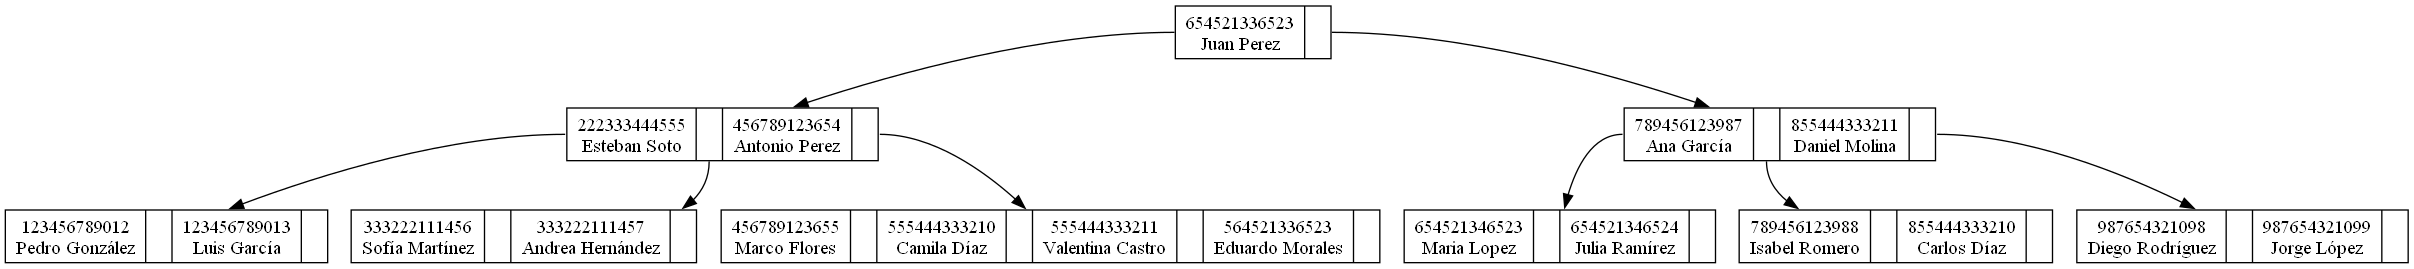 654521336523
Juan Perez
222333444555
Esteban Soto
456789123654
Antonio Perez
789456123987
Ana García
855444333211
Daniel Molina
123456789012
Pedro González
123456789013
Luis García
333222111456
Sofía Martínez
333222111457
Andrea Hernández
456789123655
Marco Flores
555444333210
Camila Díaz
555444333211
Valentina Castro
564521336523
Eduardo Morales
654521346523
Maria Lopez
654521346524
Julia Ramírez
789456123988
Isabel Romero
855444333210
Carlos Díaz
987654321098
Diego Rodríguez
987654321099
Jorge López